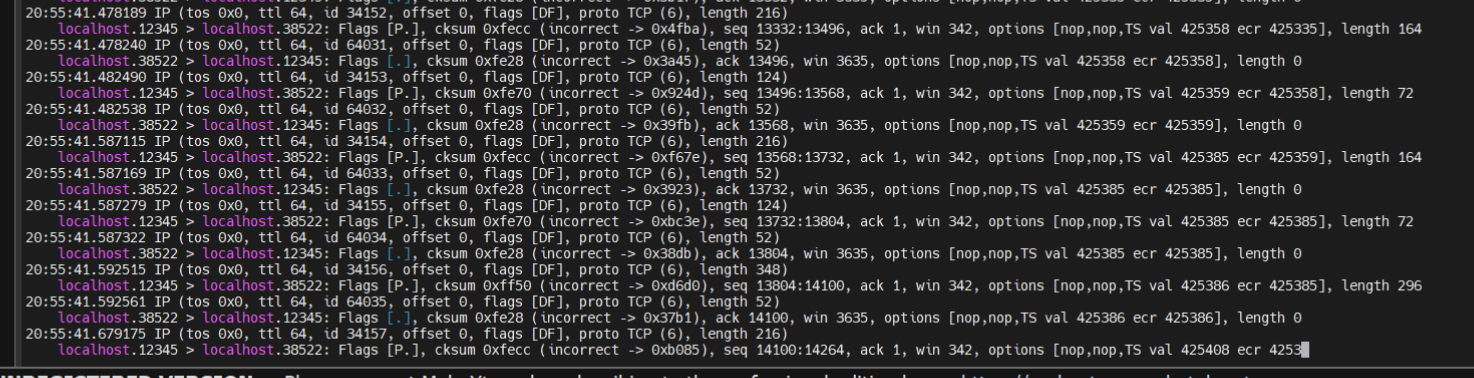 20:55:41.478189 IP (tos 0x0, ttl 64, id 34152, offset 0, flags [DF], proto TCP (6), length 216)
localhost.12345 > localhost.38522: Flags [P.], cksum 0xfecc (incorrect -> 0x4fba), seq 13332:13496, ack 1, win 342, options [nop,nop,TS val 425358 ecr 425335], length 164
20:55:41.478240 IP (tos 0x0, ttl 64, id 64031, offset 0, flags [DF], proto TCP (6), length 52)
localhost.38522 > localhost.12345: Flags [.], cksum 0xfe28 (incorrect -> 0x3a45), ack 13496, win 3635, options [nop,nop,TS val 425358 ecr 425358], length 0
20:55:41.482490 IP (tos 0x0, ttl 64, id 34153, offset 0, flags [DF], proto TCP (6), length 124)
localhost.12345 > localhost.38522: Flags [P.], cksum 0xfe70 (incorrect -> 0x924d), seq 13496:13568, ack 1, win 342, options [nop,nop,TS val 425359 ecr 425358], length 72
20:55:41.482538 IP (tos 0x0, ttl 64, id 64032, offset 0, flags [DF], proto TCP (6), length 52)
localhost.38522 > localhost.12345: Flags [.], cksum 0xfe28 (incorrect -> 0x39fb), ack 13568, win 3635, options [nop,nop,TS val 425359 ecr 425359], length 0
20:55:41.587115 IP (tos 0x0, ttl 64, id 34154, offset 0, flags [DF], proto TCP (6), length 216)
localhost.12345 > localhost.38522: Flags [P.], cksum 0xfecc (incorrect -> 0xf67e), seq 13568:13732, ack 1, win 342, options [nop,nop,TS val 425385 ecr 425359], length 164
20:55:41.587169 IP (tos 0x0, ttl 64, id 64033, offset 0, flags [DF], proto TCP (6), length 52)
localhost.38522 > localhost.12345: Flags [.], cksum 0xfe28 (incorrect -> 0x3923), ack 13732, win 3635, options [nop,nop,TS val 425385 ecr 425385], length 0
20:55:41.587279 IP (tos 0x0, ttl 64, id 34155, offset 0, flags [DF], proto TCP (6), length 124)
localhost.12345 > localhost.38522: Flags [P.], cksum 0xfe70 (incorrect -> 0xbc3e), seq 13732:13804, ack 1, win 342, options [nop,nop,TS val 425385 ecr 425385], length 72
20:55:41.587322 IP (tos 0x0, ttl 64, id 64034, offset 0, flags [DF], proto TCP (6), length 52)
localhost.38522 > localhost.12345: Flags [.], cksum 0xfe28 (incorrect -> 0x38db), ack 13804, win 3635, options [nop,nop,TS val 425385 ecr 425385], length 0
20:55:41.592515 IP (tos 0x0, ttl 64, id 34156, offset 0, flags [DF], proto TCP (6), length 348)
localhost.12345 > localhost.38522: Flags [P.], cksum 0xff50 (incorrect -> 0xd6d0), seq 13804:14100, ack 1, win 342, options [nop,nop,TS val 425386 ecr 425385], length 296
20:55:41.592561 IP (tos 0x0, ttl 64, id 64035, offset 0, flags [DF], proto TCP (6), length 52)
localhost.38522 > localhost.12345: Flags [.], cksum 0xfe28 (incorrect -> 0x37b1), ack 14100, win 3635, options [nop,nop,TS val 425386 ecr 425386], length 0
20:55:41.679175 IP (tos 0x0, ttl 64, id 34157, offset 0, flags [DF], proto TCP (6), length 216)
localhost.12345 > localhost.38522: Flags [P.], cksum 0xfecc (incorrect -> 0xb085), seq 14100:14264, ack 1, win 342, options [nop,nop,TS val 425408 ecr 4253